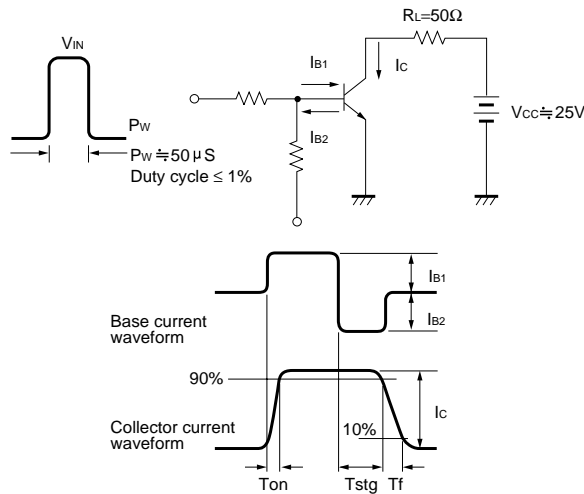 VIN
PW
PW≒50μS
Duty cycle ≤ 1%
RL=50Ω
IB1
IC
IB2
VCC≒25V
Base current
waveform
IB1
IB2
90%
Collector current
waveform
10%
IC
Ton
Tstg
Tf